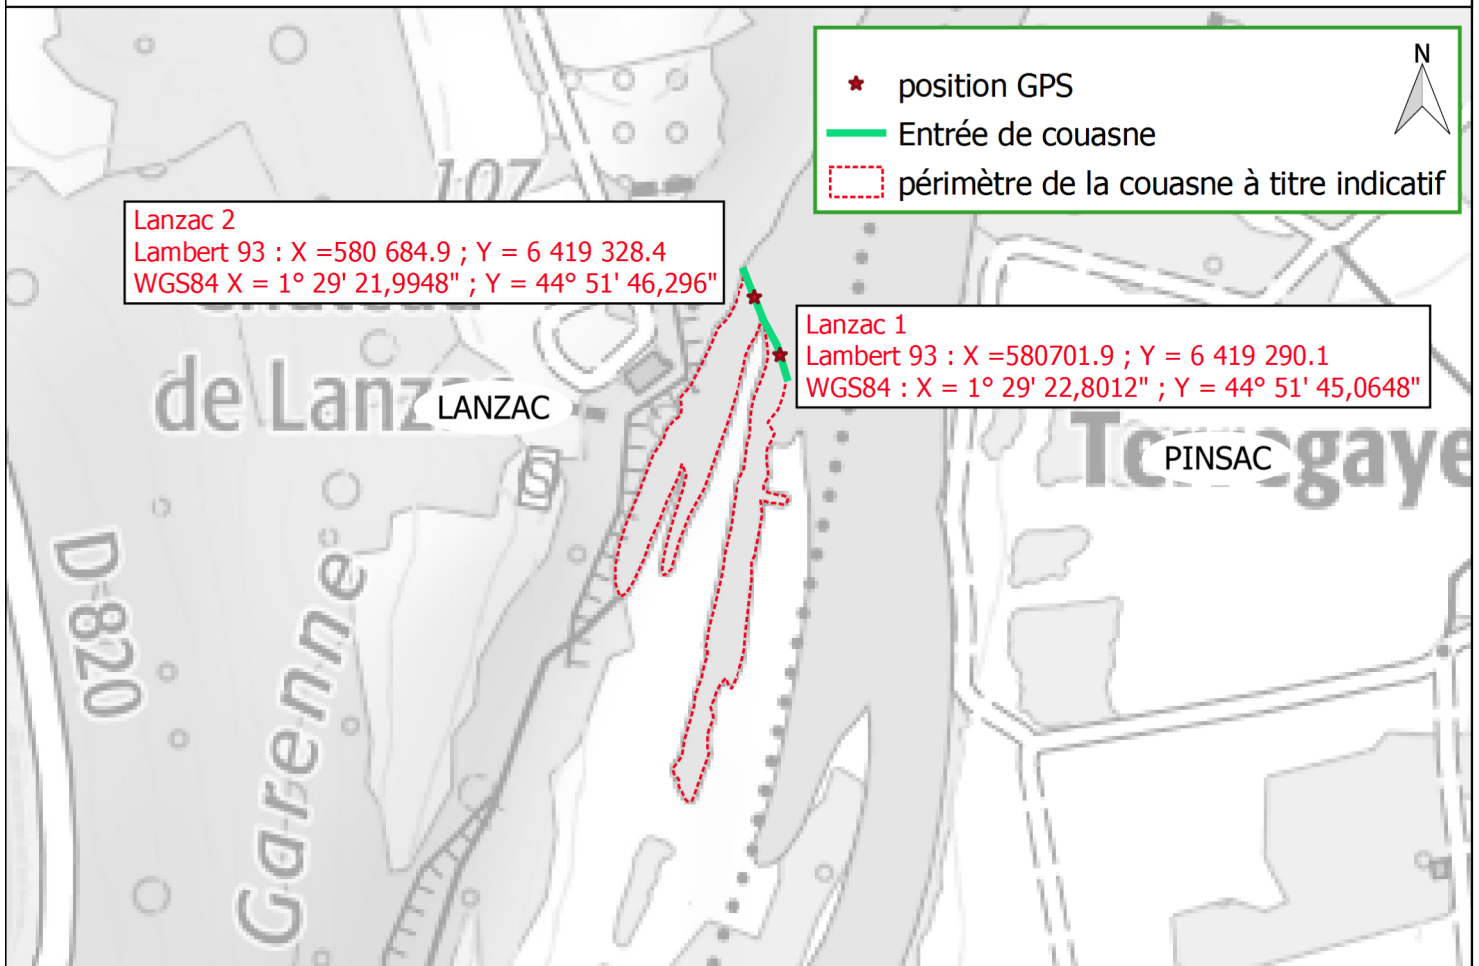 N
position GPS
Entrée de couasne
périmètre de la couasne à titre indicatif
107
Lanzac 2
Lambert 93 : X =580 684.9 ; Y = 6 419 328.4
WGS84 X = 1° 29' 21,9948" ; Y = 44° 51' 46,296"
Lanzac 1
Lambert 93 : X =580701.9 ; Y = 6 419 290.1
WGS84 : X = 1° 29' 22,8012" ; Y = 44° 51' 45,0648"
de Lanzac
LANZAC
PINSAC
D 820
Garenne